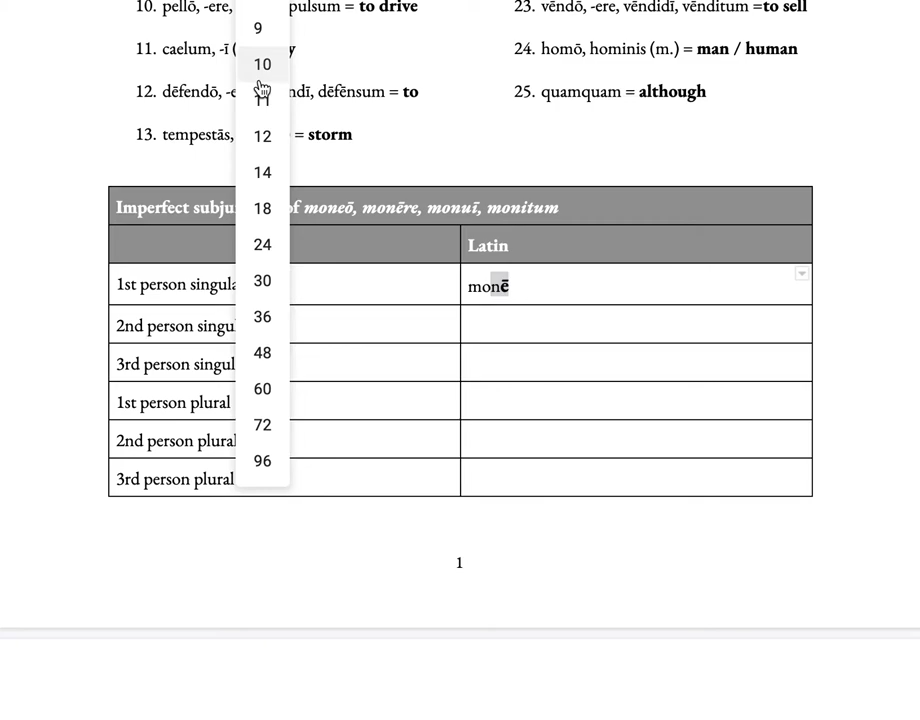 10. pellō, -ere, pulsum = to drive
23. vēndō, -ere, vēndidī, vēnditum =to sell
11. caelum, -ī ( y
24. homō, hominis (m.) = man / human
12. dēfendō, -e ndī, dēfēnsum = to
25. quamquam = although
13. tempestās, = storm
9
10
11
12
14
18
24
30
36
48
60
72
96
Imperfect subju of moneō, monēre, monuī, monitum
Latin
1st person singula
monē
2nd person singu
3rd person singul
1st person plural
2nd person plural
3rd person plural
1